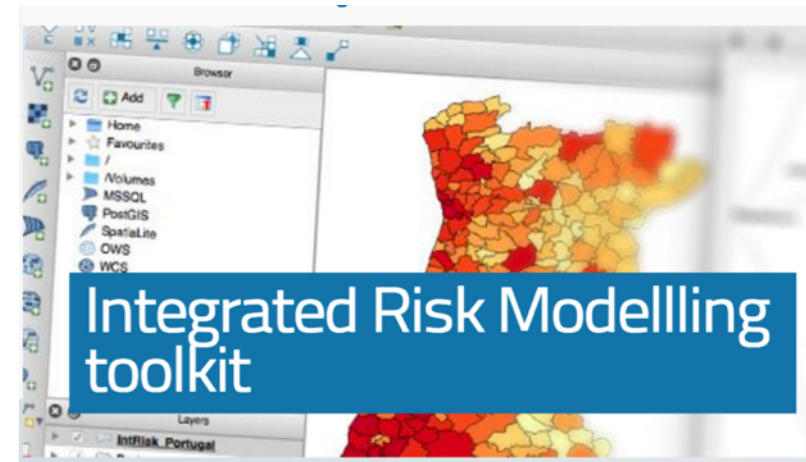 Browser
Add
Home
Favourites
/
/Volumes
MSSQL
PostGIS
SpatiaLite
OWS
WCS
Integrated Risk Modellling
toolkit
Layers
IntRisk_Portugal